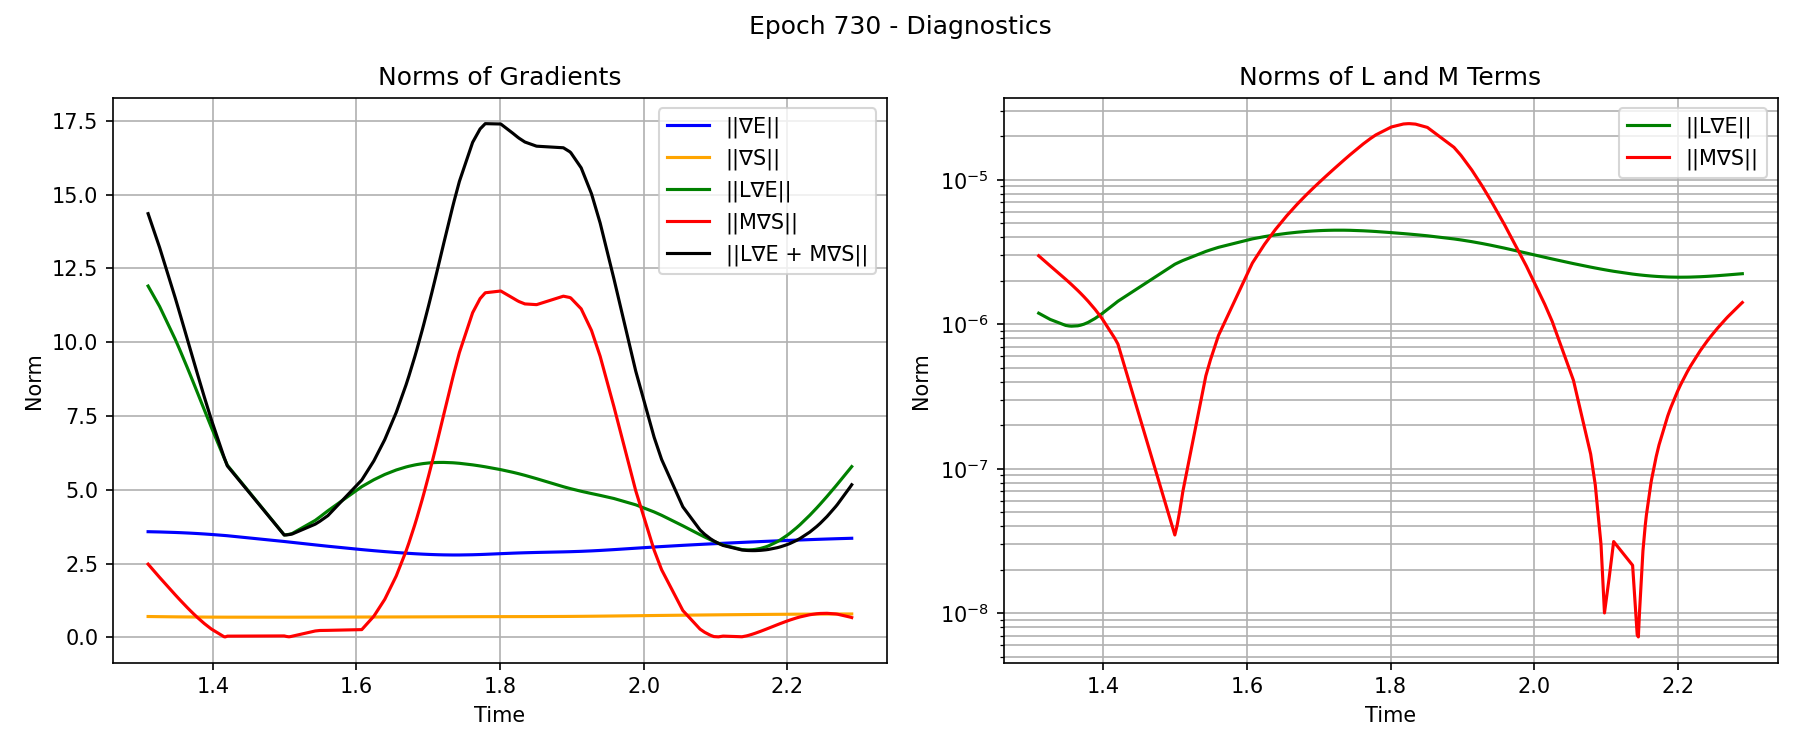 Epoch 730 - Diagnostics
Norms of Gradients
Norm
17.5
15.0
12.5
10.0
7.5
5.0
2.5
0.0
||∇E||
||∇S||
||L∇E||
||M∇S||
||L∇E + M∇S||
1.4
1.6
1.8
2.0
2.2
Time
Norms of L and M Terms
Norm
10⁻⁵
10⁻⁶
10⁻⁷
10⁻⁸
||L∇E||
||M∇S||
1.4
1.6
1.8
2.0
2.2
Time